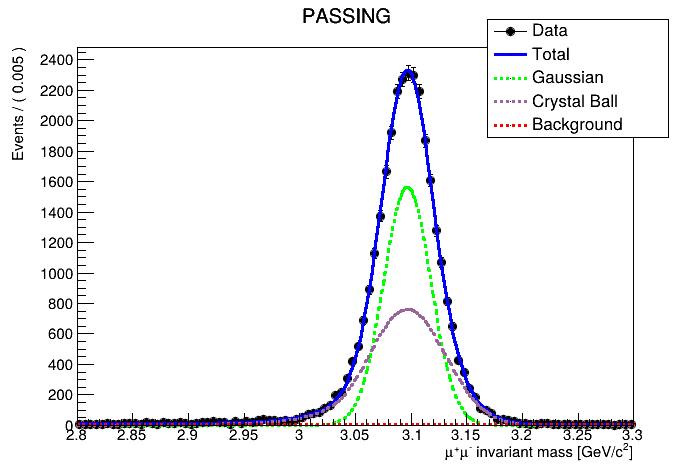 PASSING
Data
Total
Gaussian
Crystal Ball
Background
Events / ( 0.005 )
2400
2200
2000
1800
1600
1400
1200
1000
800
600
400
200
0
2.8 2.85 2.9 2.95 3 3.05 3.1 3.15 3.2 3.25 3.3
μ⁺μ⁻ invariant mass [GeV/c²]